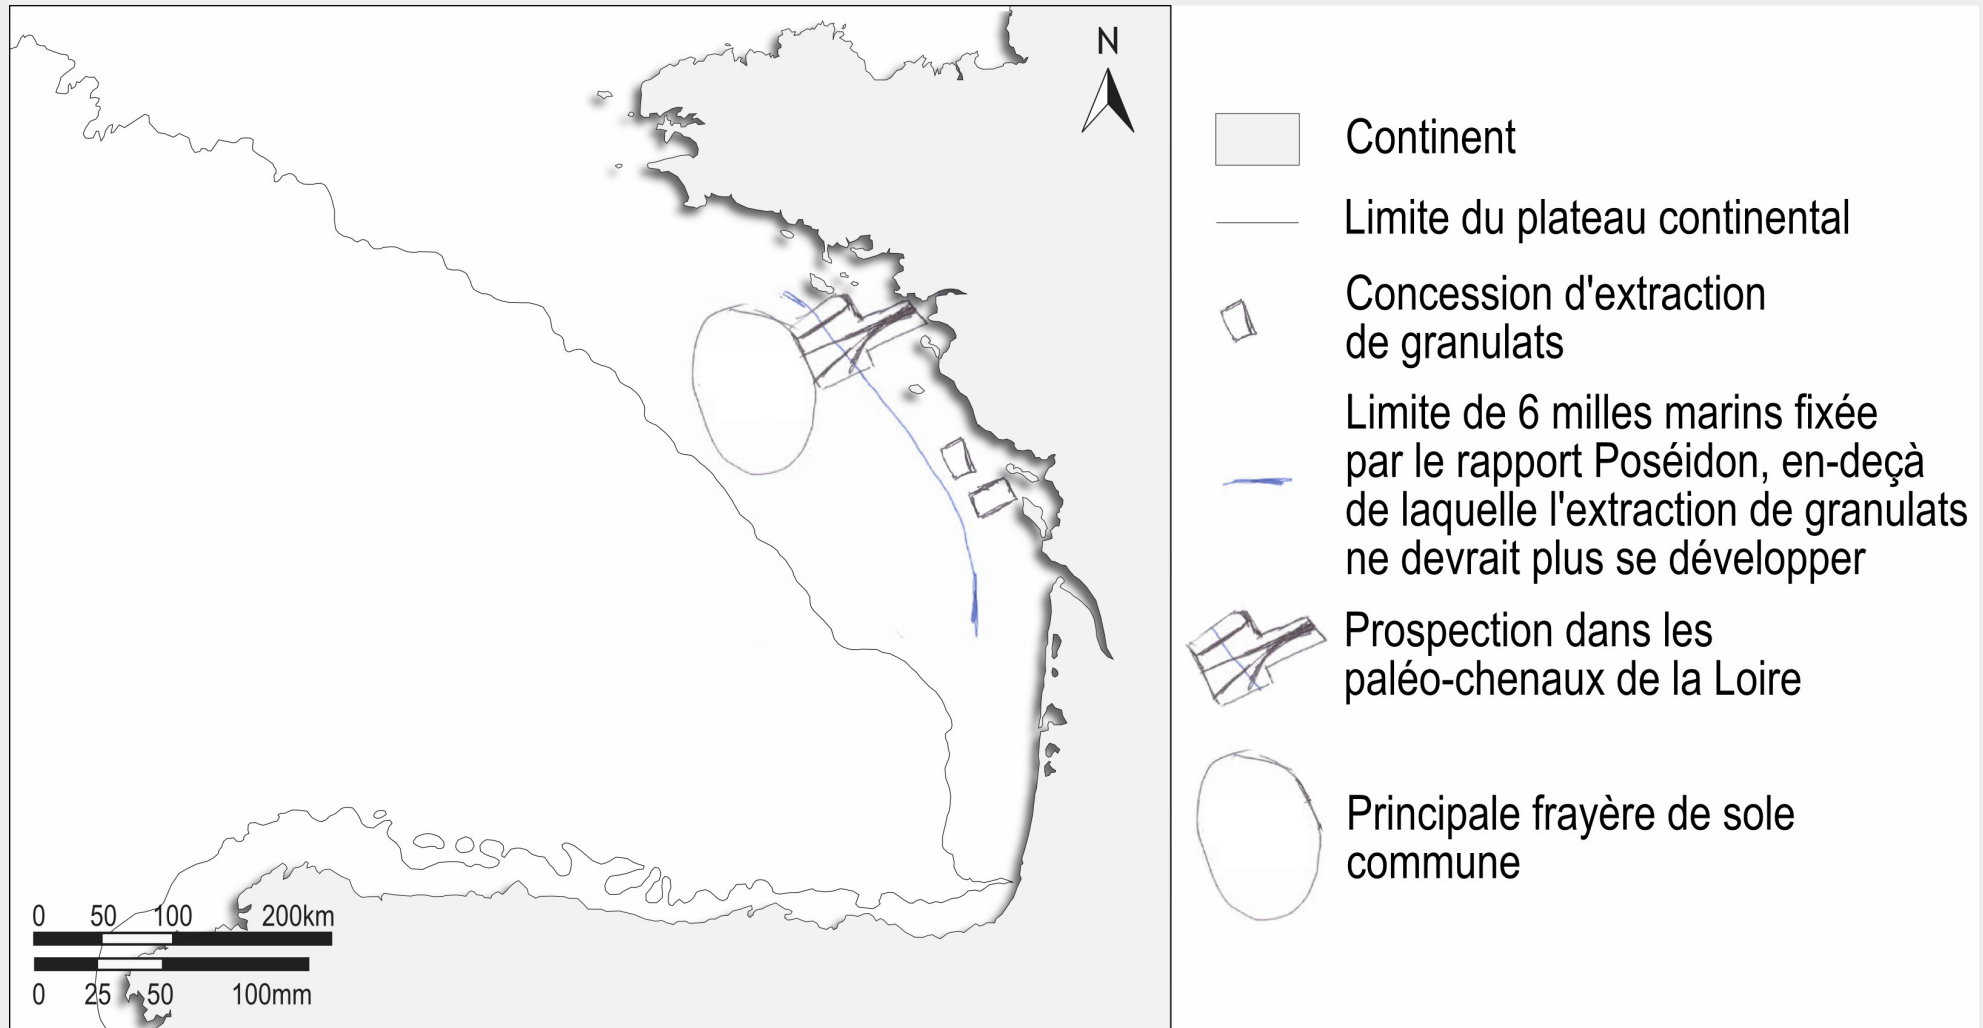 N
Continent
Limite du plateau continental
Concession d'extraction
de granulats
Limite de 6 milles marins fixée
par le rapport Poséidon, en-deçà
de laquelle l'extraction de granulats
ne devrait plus se développer
Prospection dans les
paléo-chenaux de la Loire
Principale frayère de sole
commune
0 50 100 200km
0 25 50 100mm